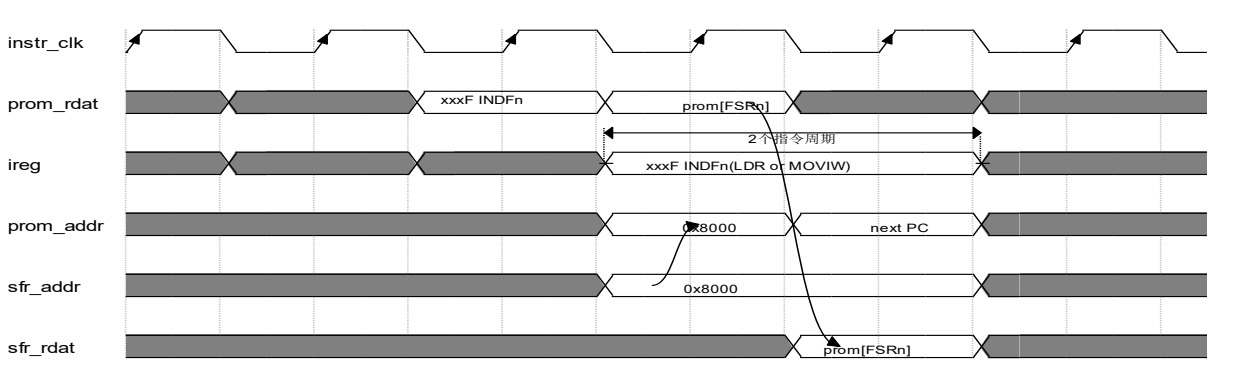 instr_clk
prom_rdat xxxF INDFn prom[FSRn]
2个指令周期
ireg xxxF INDFn(LDR or MOVIW)
prom_addr 0x8000 next PC
sfr_addr 0x8000
sfr_rdat prom[FSRn]